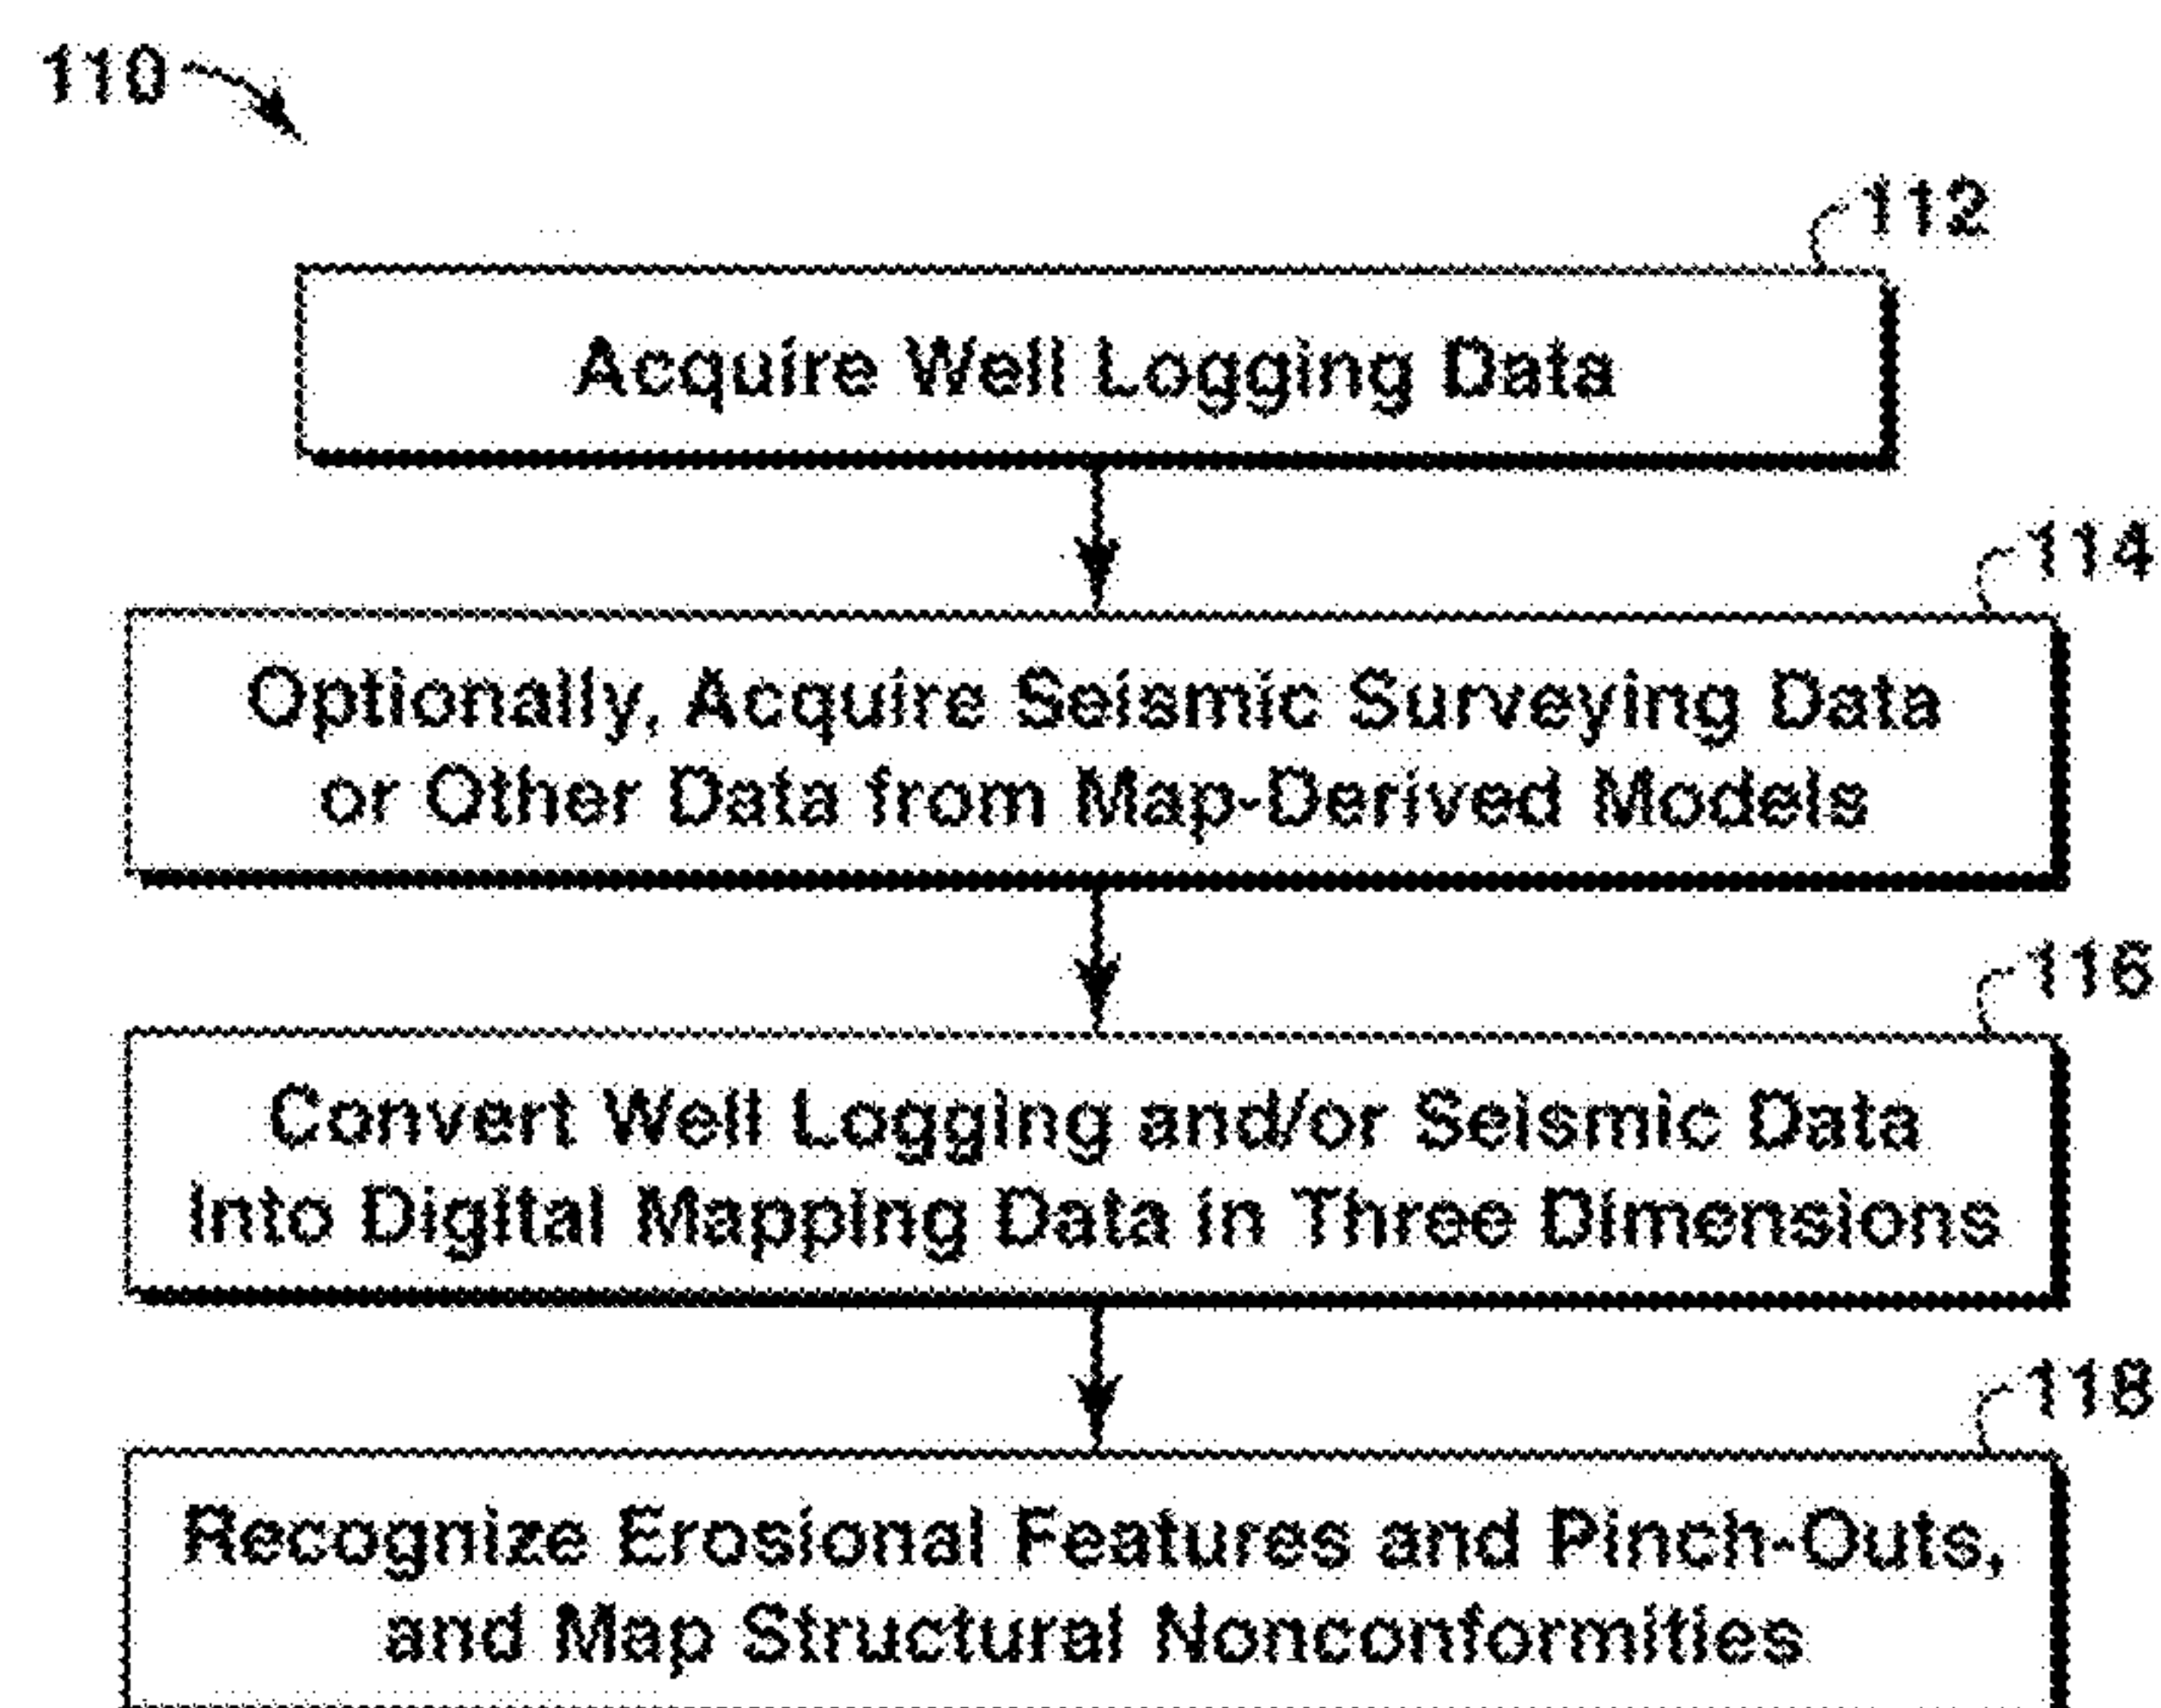 110
112
Acquire Well Logging Data
114
Optionally, Acquire Seismic Surveying Data
or Other Data from Map-Derived Models
116
Convert Well Logging and/or Seismic Data
Into Digital Mapping Data in Three Dimensions
118
Recognize Erosional Features and Pinch-Outs,
and Map Structural Nonconformities